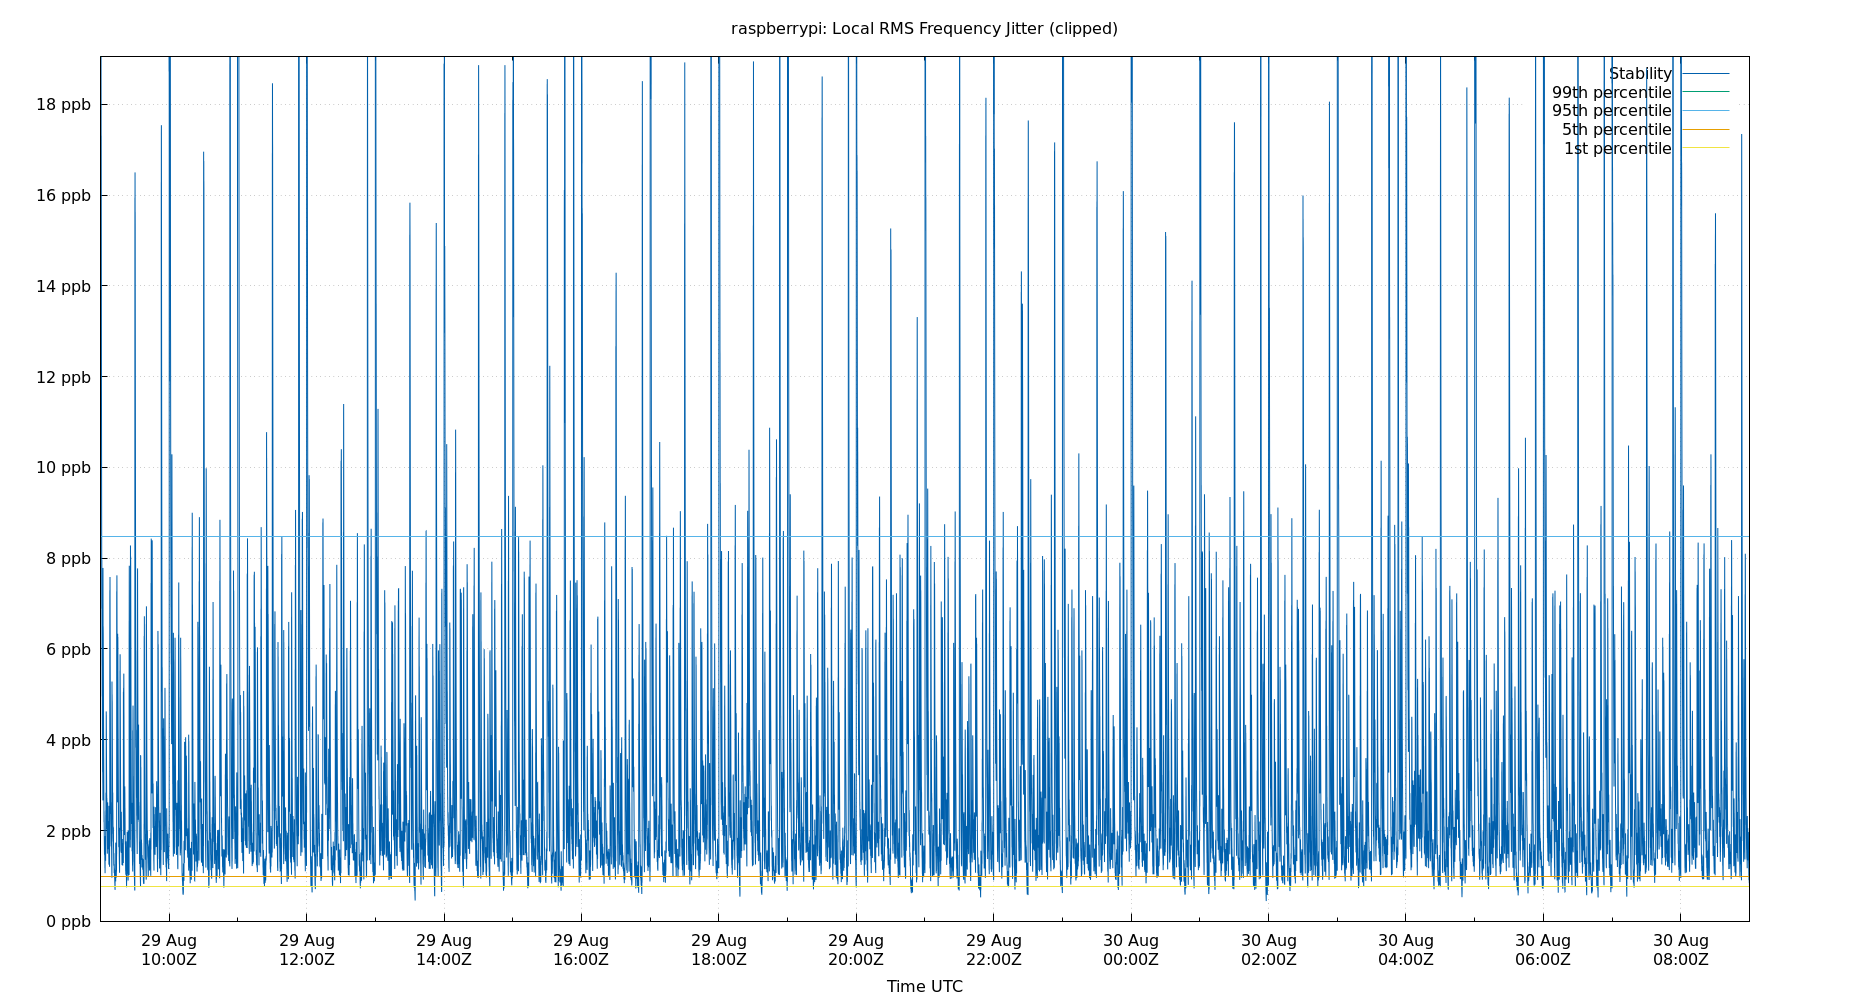 raspberrypi: Local RMS Frequency Jitter (clipped)
Stability
99th percentile
95th percentile
5th percentile
1st percentile
18 ppb
16 ppb
14 ppb
12 ppb
10 ppb
8 ppb
6 ppb
4 ppb
2 ppb
0 ppb
29 Aug 29 Aug 29 Aug 29 Aug 29 Aug 29 Aug 29 Aug 30 Aug 30 Aug 30 Aug 30 Aug 30 Aug
10:00Z 12:00Z 14:00Z 16:00Z 18:00Z 20:00Z 22:00Z 00:00Z 02:00Z 04:00Z 06:00Z 08:00Z
Time UTC